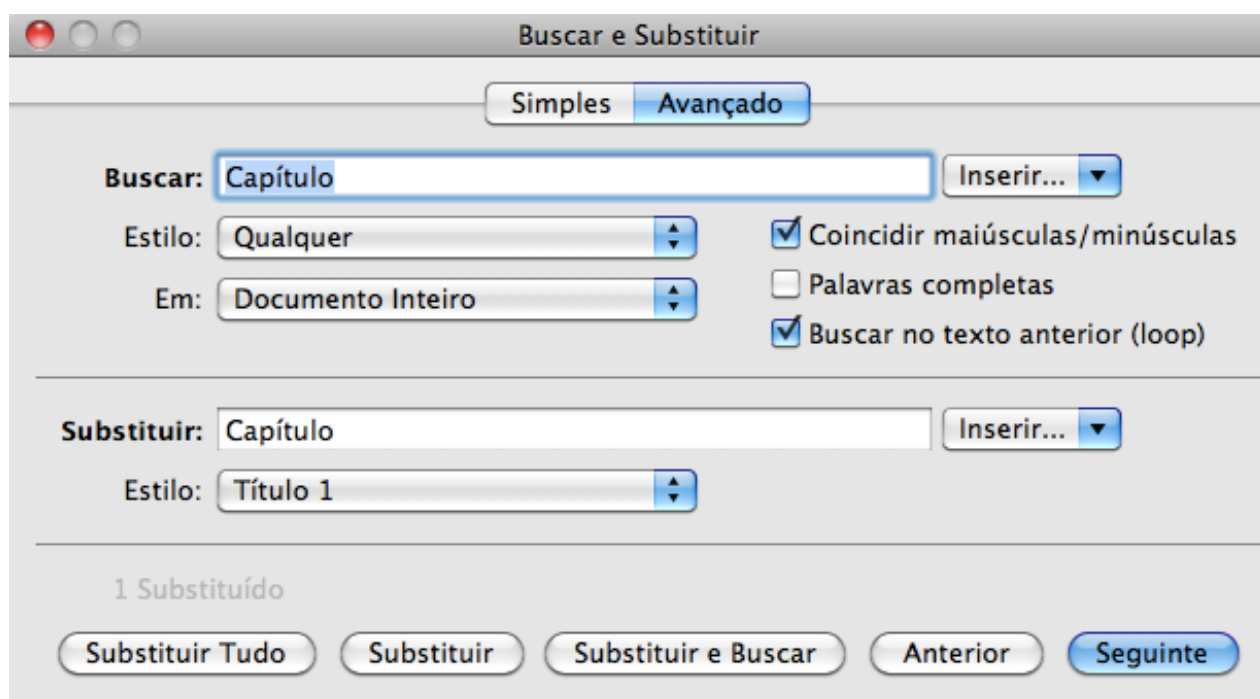 Buscar e Substituir
Simples Avançado
Buscar: Capítulo Inserir...
Estilo: Qualquer Coincidir maiúsculas/minúsculas
Em: Documento Inteiro Palavras completas
Buscar no texto anterior (loop)
Substituir: Capítulo Inserir...
Estilo: Título 1
1 Substituído
Substituir Tudo Substituir Substituir e Buscar Anterior Seguinte